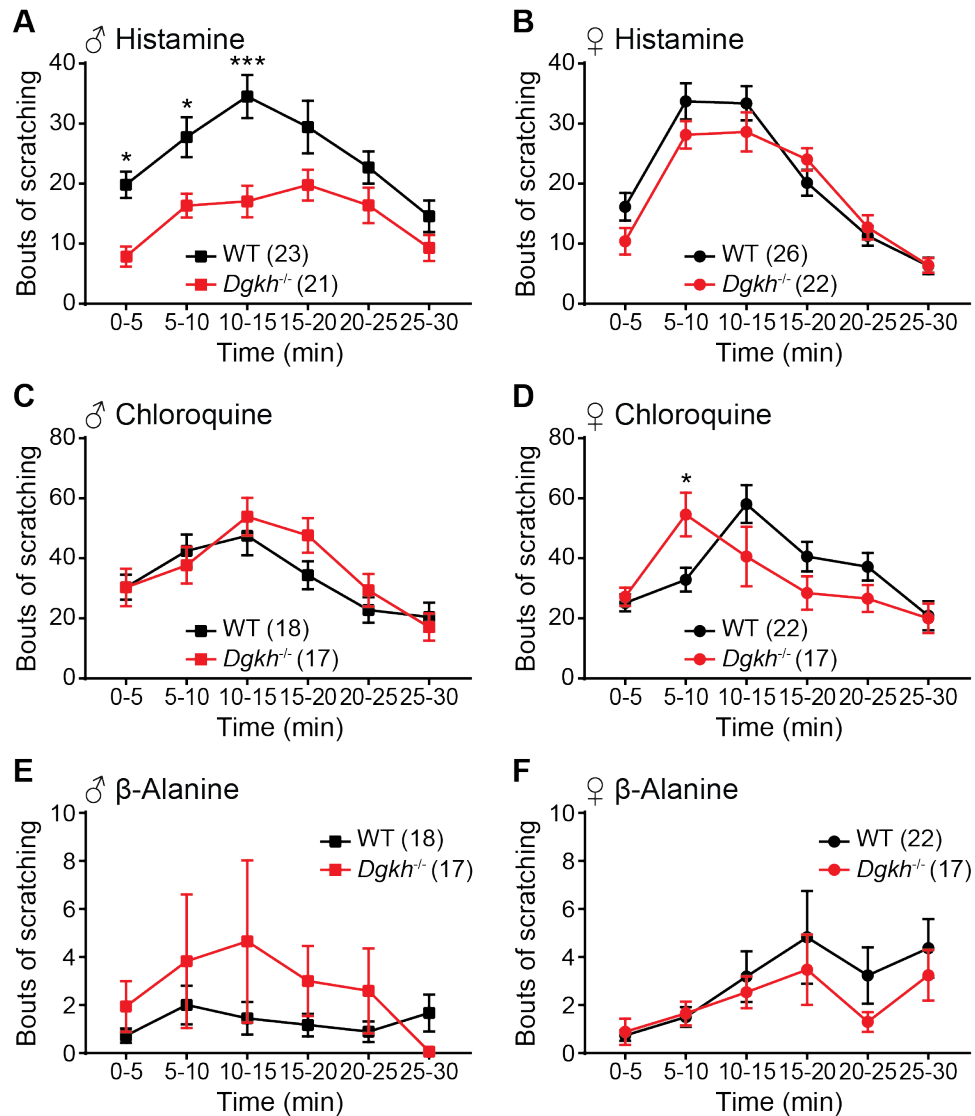 A
♂ Histamine
Bouts of scratching
40
30
20
10
0
*
*
***
WT (23)
Dgkh-/- (21)
0-5 5-10 10-15 15-20 20-25 25-30
Time (min)
B
♀ Histamine
Bouts of scratching
40
30
20
10
0
WT (26)
Dgkh-/- (22)
0-5 5-10 10-15 15-20 20-25 25-30
Time (min)
C
♂ Chloroquine
Bouts of scratching
80
60
40
20
0
WT (18)
Dgkh-/- (17)
0-5 5-10 10-15 15-20 20-25 25-30
Time (min)
D
♀ Chloroquine
Bouts of scratching
80
60
40
20
0
*
WT (22)
Dgkh-/- (17)
0-5 5-10 10-15 15-20 20-25 25-30
Time (min)
E
♂ β-Alanine
Bouts of scratching
10
8
6
4
2
0
WT (18)
Dgkh-/- (17)
0-5 5-10 10-15 15-20 20-25 25-30
Time (min)
F
♀ β-Alanine
Bouts of scratching
10
8
6
4
2
0
WT (22)
Dgkh-/- (17)
0-5 5-10 10-15 15-20 20-25 25-30
Time (min)